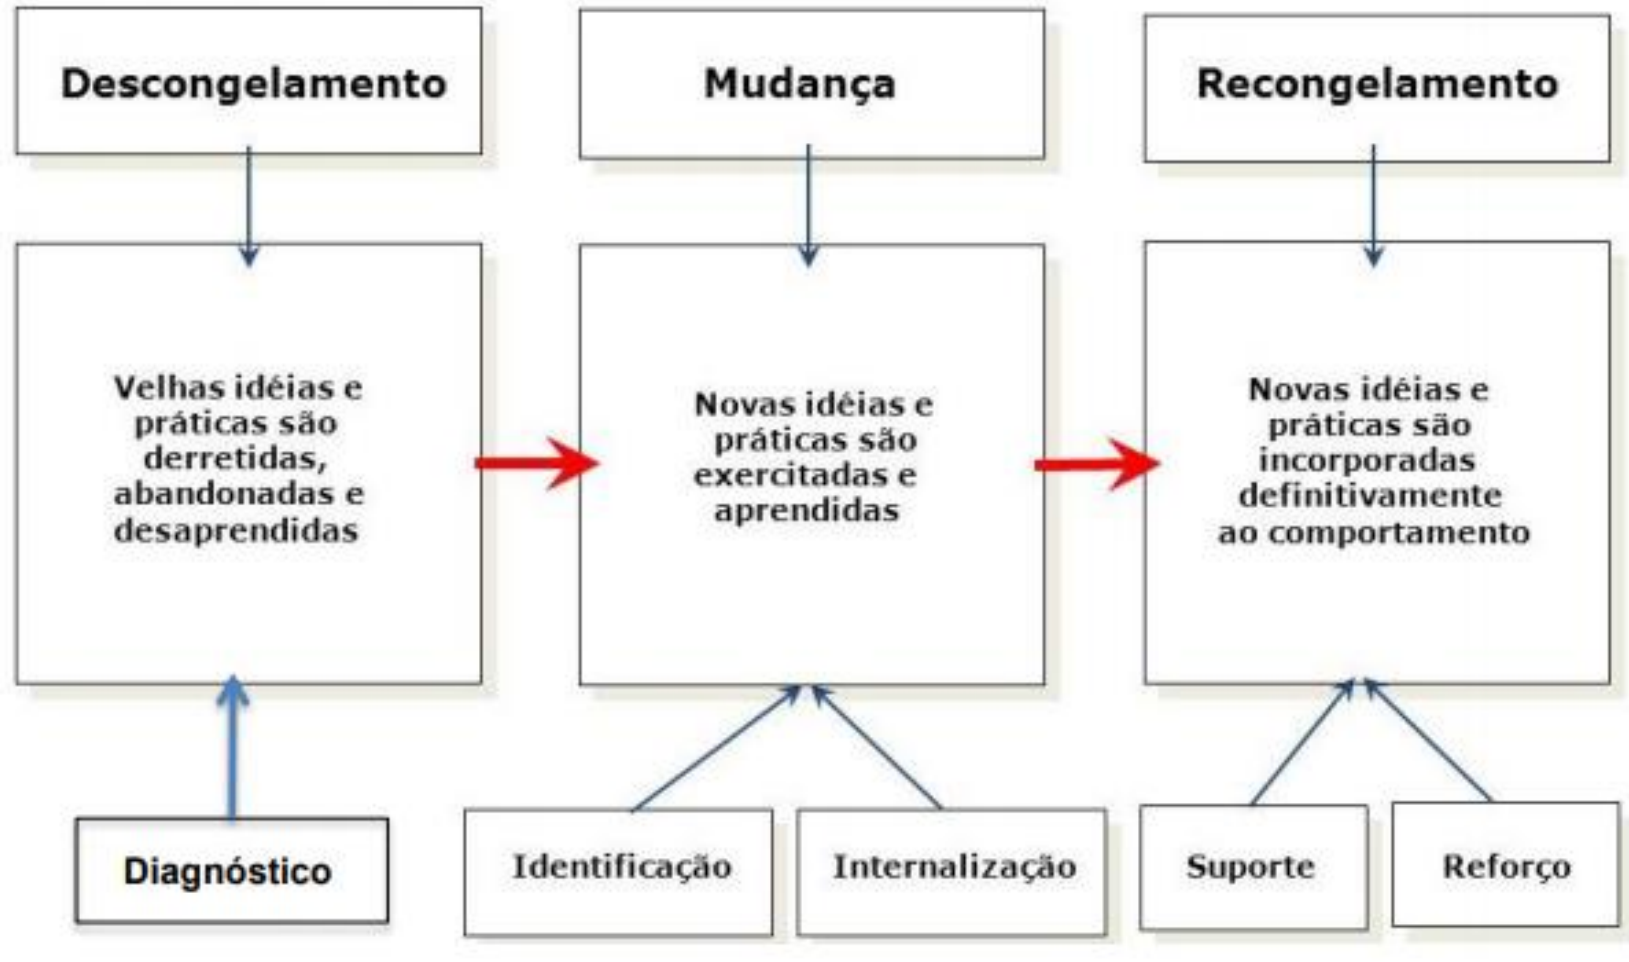 Descongelamento
Mudança
Recongelamento
Velhas idéias e
práticas são
derretidas,
abandonadas e
desaprendidas
Novas idéias e
práticas são
exercitadas e
aprendidas
Novas idéias e
práticas são
incorporadas
definitivamente
ao comportamento
Diagnóstico
Identificação
Internalização
Suporte
Reforço